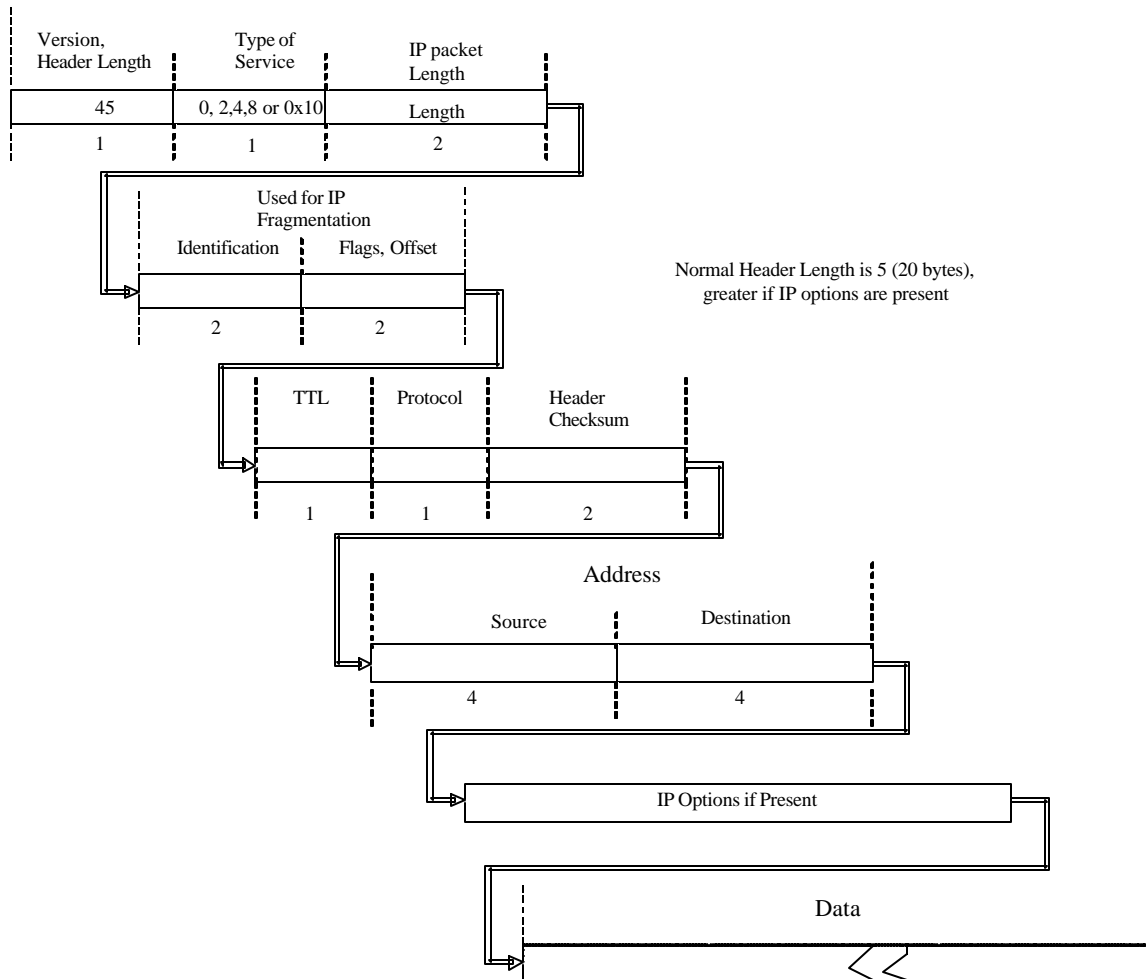 Version,
Header Length
Type of
Service
IP packet
Length
45
0, 2,4,8 or 0x10
Length
1
1
2
Used for IP
Fragmentation
Identification
Flags, Offset
2
2
Normal Header Length is 5 (20 bytes),
greater if IP options are present
TTL
Protocol
Header
Checksum
1
1
2
Address
Source
Destination
4
4
IP Options if Present
Data